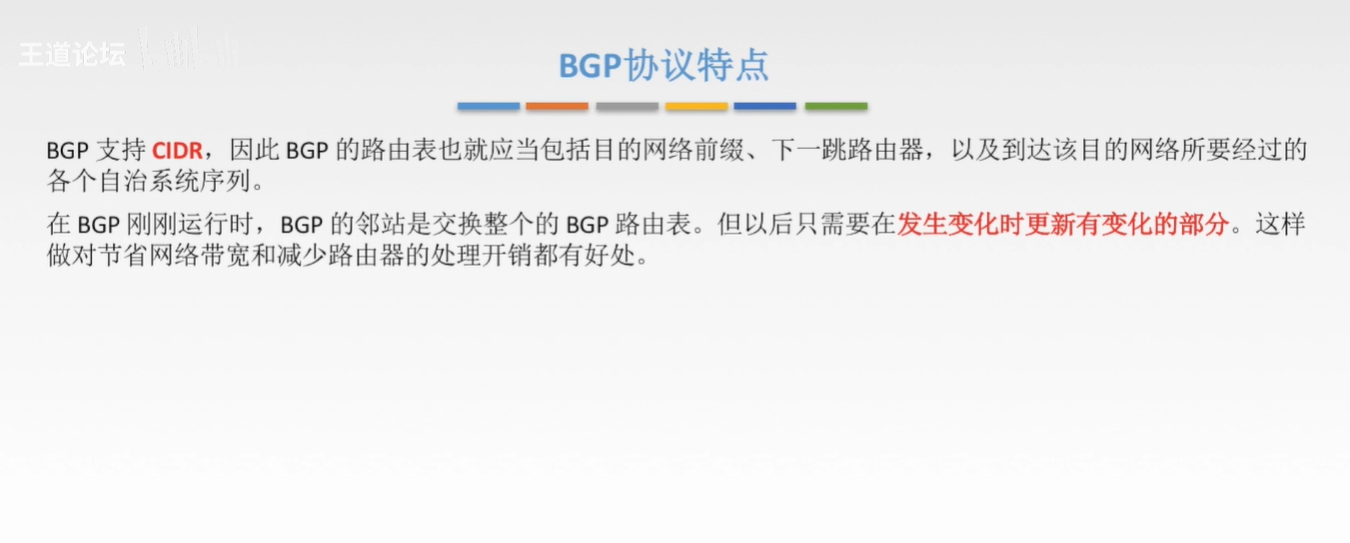 王道论坛
BGP协议特点
BGP 支持 CIDR，因此 BGP 的路由表也就应当包括目的网络前缀、下一跳路由器，以及到达该目的网络所要经过的
各个自治系统序列。
在 BGP 刚刚运行时，BGP 的邻站是交换整个的 BGP 路由表。但以后只需要在发生变化时更新有变化的部分。这样
做对节省网络带宽和减少路由器的处理开销都有好处。